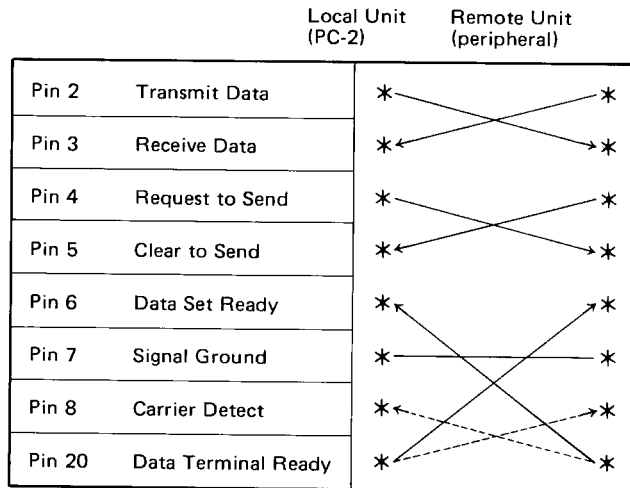 Local Unit Remote Unit
(PC-2) (peripheral)
Pin 2 Transmit Data
Pin 3 Receive Data
Pin 4 Request to Send
Pin 5 Clear to Send
Pin 6 Data Set Ready
Pin 7 Signal Ground
Pin 8 Carrier Detect
Pin 20 Data Terminal Ready